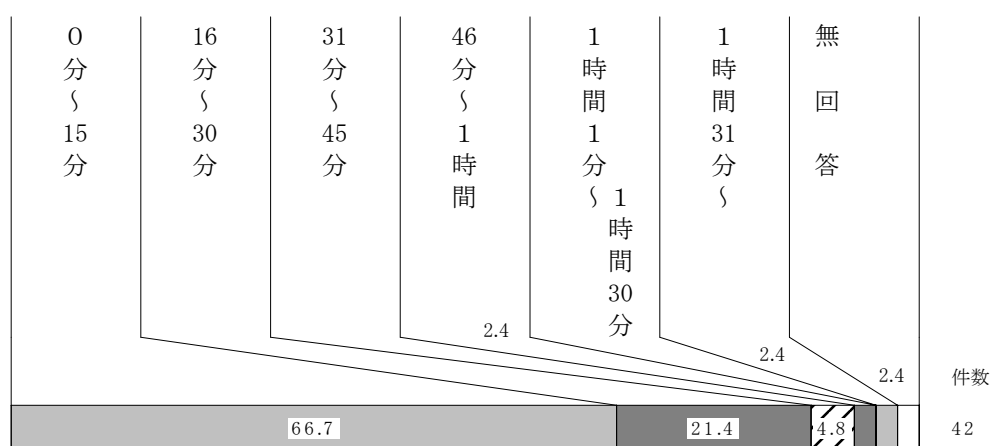 0分〜15分
16分〜30分
31分〜45分
46分〜1時間
1時間1分〜
1時間30分
1時間31分〜
無回答
2.4
2.4
2.4
件数
66.7
21.4
4.8
42